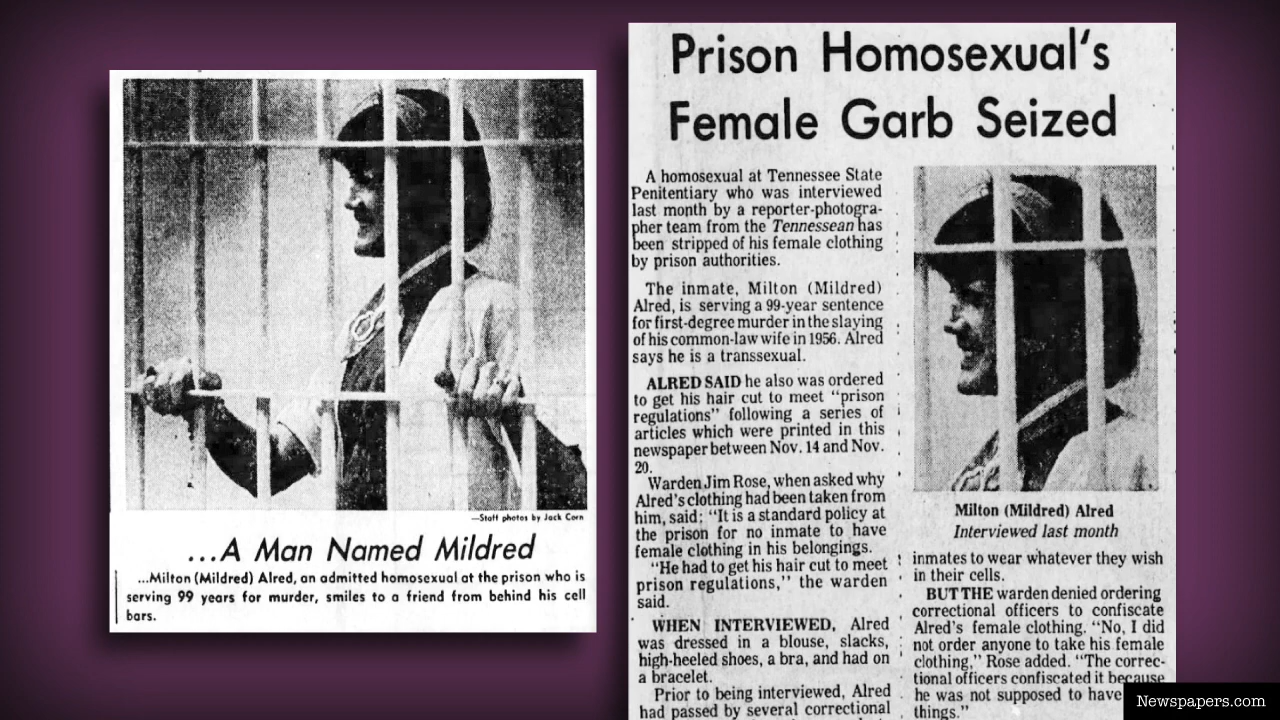 —Staff photos by Jack Corn
...A Man Named Mildred
...Milton (Mildred) Alred, an admitted homosexual at the prison who is
serving 99 years for murder, smiles to a friend from behind his cell
bars.
Prison Homosexual's
Female Garb Seized
A homosexual at Tennessee State
Penitentiary who was interviewed
last month by a reporter-photogra-
pher team from the Tennessean has
been stripped of his female clothing
by prison authorities.
The inmate, Milton (Mildred)
Alred, is serving a 99-year sentence
for first-degree murder in the slaying
of his common-law wife in 1956. Alred
says he is a transsexual.
ALRED SAID he also was ordered
to get his hair cut to meet "prison
regulations" following a series of
articles which were printed in this
newspaper between Nov. 14 and Nov.
20.
Warden Jim Rose, when asked why
Alred's clothing had been taken from
him, said: "It is a standard policy at
the prison for no inmate to have
female clothing in his belongings.
"He had to get his hair cut to meet
prison regulations," the warden
said.
WHEN INTERVIEWED, Alred
was dressed in a blouse, slacks,
high-heeled shoes, a bra, and had on
a bracelet.
Prior to being interviewed, Alred
had passed by several correctional
Milton (Mildred) Alred
Interviewed last month
inmates to wear whatever they wish
in their cells.
BUT THE warden denied ordering
correctional officers to confiscate
Alred's female clothing. "No, I did
not order anyone to take his female
clothing," Rose added. "The correc-
tional officers confiscated it because
he was not supposed to have
things."
Newspapers.com